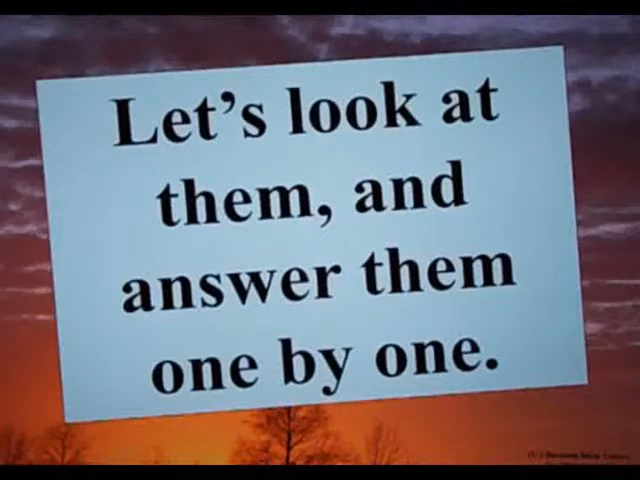 Let's look at
them, and
answer them
one by one.